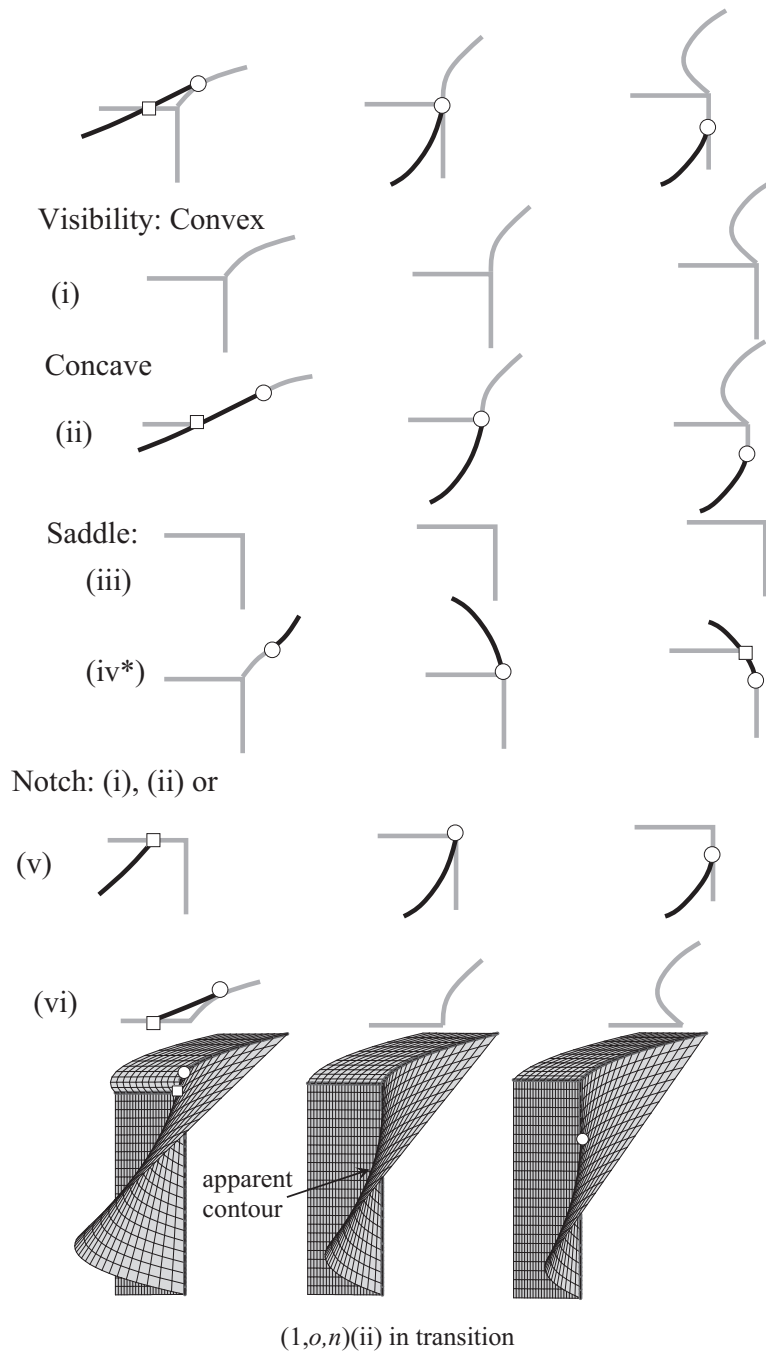 Visibility: Convex
(i)
Concave
(ii)
Saddle:
(iii)
(iv*)
Notch: (i), (ii) or
(v)
(vi)
apparent
contour
(1,o,n)(ii) in transition